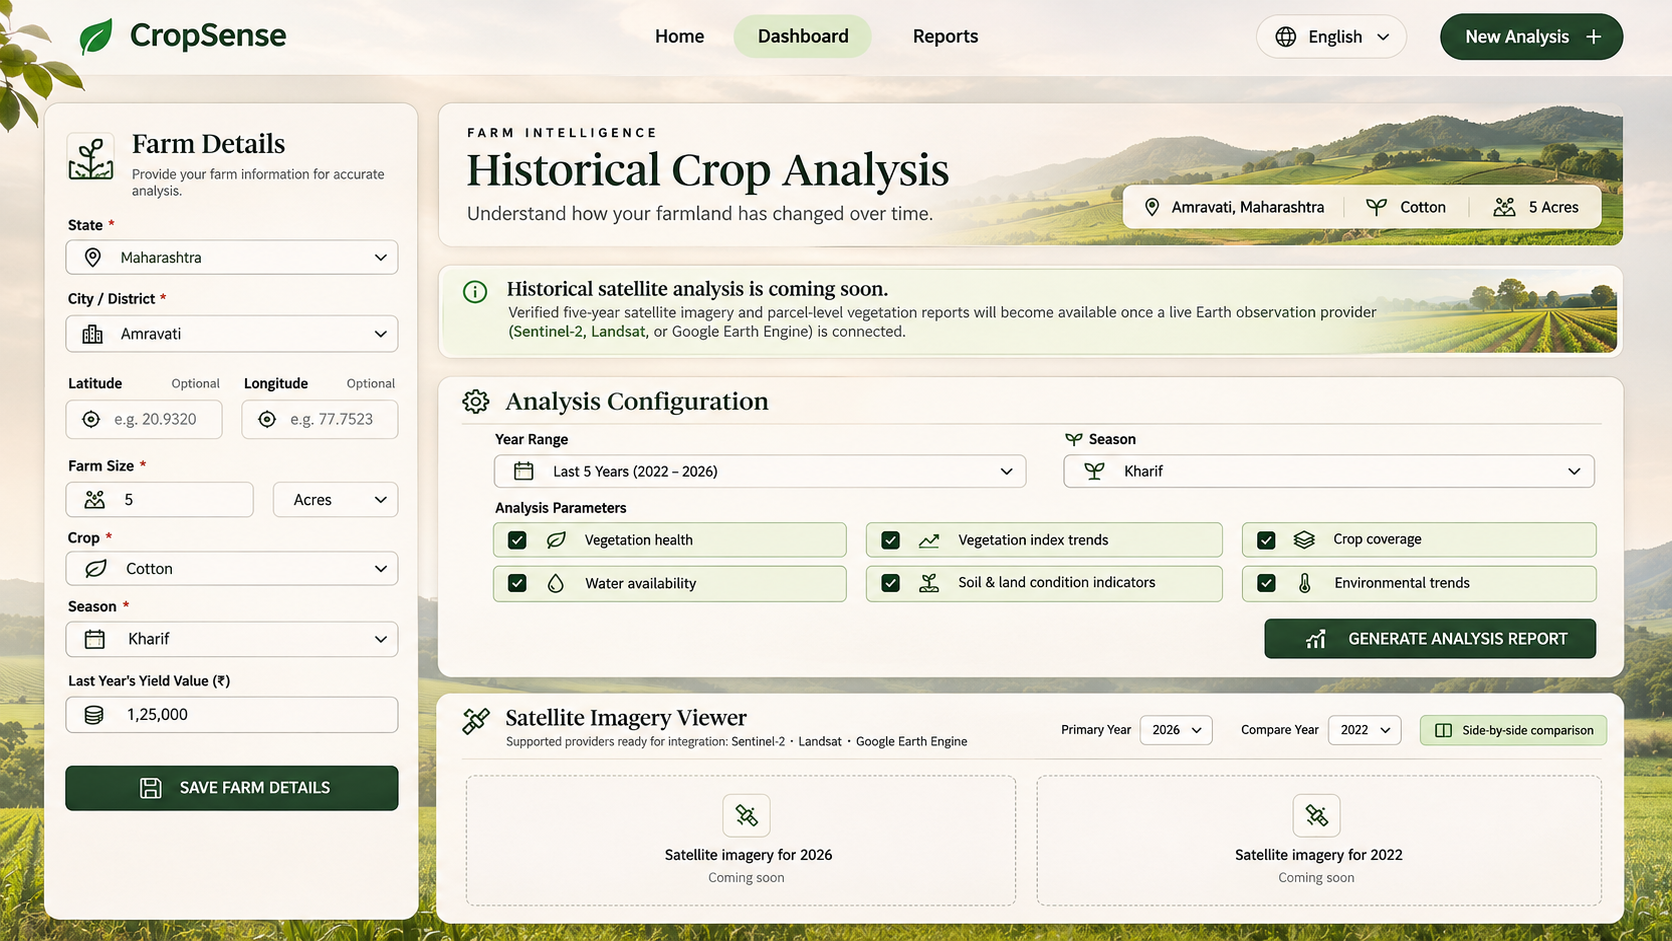 CropSense
Home
Dashboard
Reports
English
New Analysis +
Farm Details
Provide your farm information for accurate
analysis.
State *
Maharashtra
City / District *
Amravati
Latitude Optional
Longitude Optional
e.g. 20.9320
e.g. 77.7523
Farm Size *
5
Acres
Crop *
Cotton
Season *
Kharif
Last Year's Yield Value (₹)
1,25,000
SAVE FARM DETAILS
FARM INTELLIGENCE
Historical Crop Analysis
Understand how your farmland has changed over time.
Amravati, Maharashtra
Cotton
5 Acres
Historical satellite analysis is coming soon.
Verified five-year satellite imagery and parcel-level vegetation reports will become available once a live Earth observation provider
(Sentinel-2, Landsat, or Google Earth Engine) is connected.
Analysis Configuration
Year Range
Last 5 Years (2022 – 2026)
Season
Kharif
Analysis Parameters
Vegetation health
Vegetation index trends
Crop coverage
Water availability
Soil & land condition indicators
Environmental trends
GENERATE ANALYSIS REPORT
Satellite Imagery Viewer
Supported providers ready for integration: Sentinel-2 · Landsat · Google Earth Engine
Primary Year 2026
Compare Year 2022
Side-by-side comparison
Satellite imagery for 2026
Coming soon
Satellite imagery for 2022
Coming soon